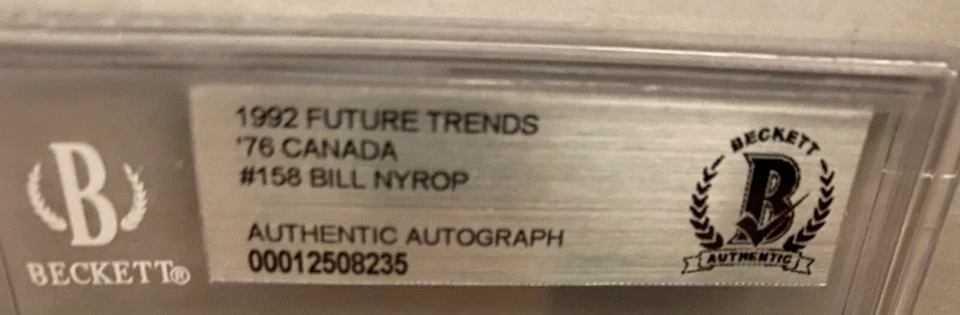 1992 FUTURE TRENDS
'76 CANADA
#158 BILL NYROP
AUTHENTIC AUTOGRAPH
00012508235
B
BECKETT®
BECKETT
B
AUTHENTIC